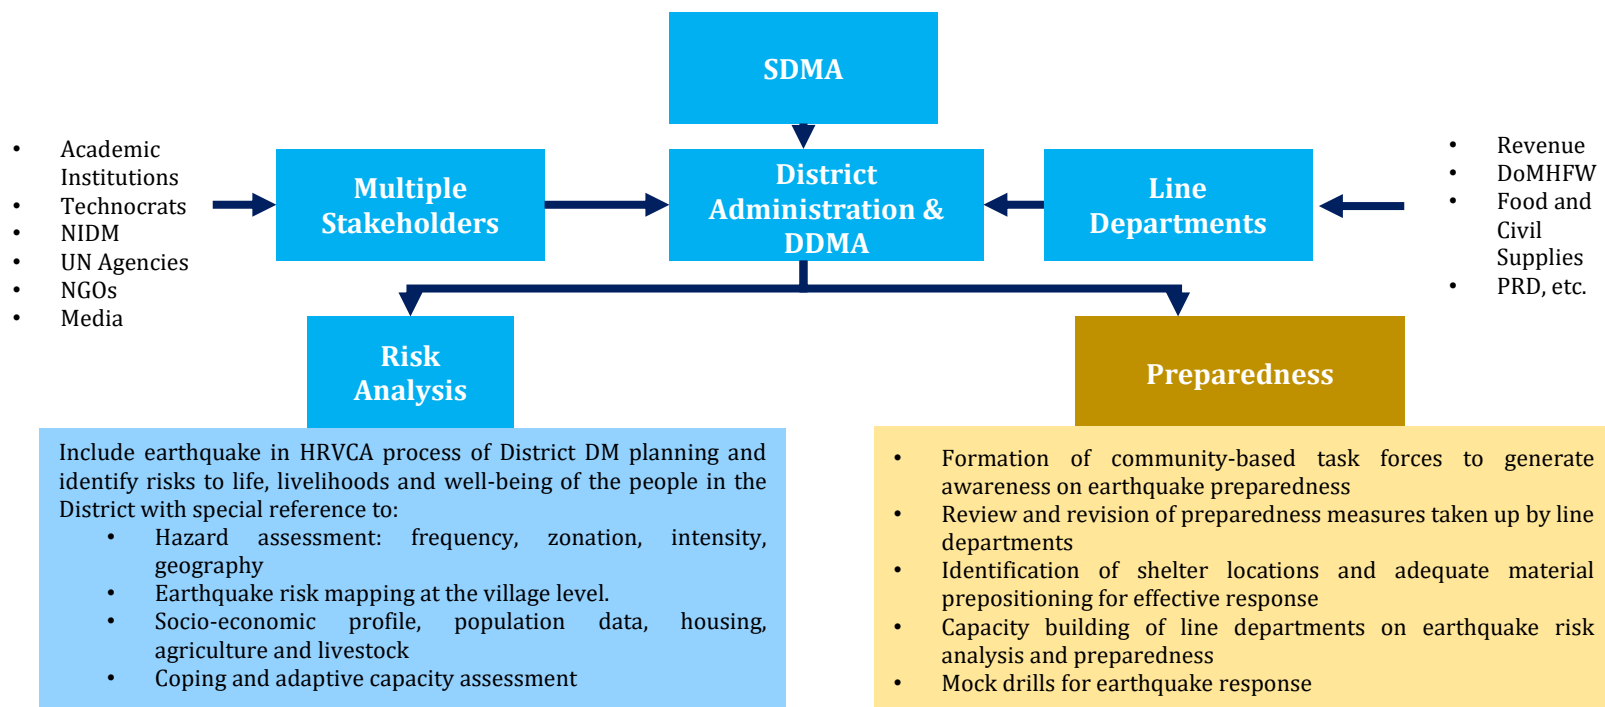 SDMA
• Academic
Institutions
• Technocrats
• NIDM
• UN Agencies
• NGOs
• Media
Multiple
Stakeholders
District
Administration &
DDMA
Line
Departments
• Revenue
• DoMHFW
• Food and
Civil
Supplies
• PRD, etc.
Risk
Analysis
Preparedness
Include earthquake in HRVCA process of District DM planning and
identify risks to life, livelihoods and well-being of the people in the
District with special reference to:
• Hazard assessment: frequency, zonation, intensity,
geography
• Earthquake risk mapping at the village level.
• Socio-economic profile, population data, housing,
agriculture and livestock
• Coping and adaptive capacity assessment
• Formation of community-based task forces to generate
awareness on earthquake preparedness
• Review and revision of preparedness measures taken up by line
departments
• Identification of shelter locations and adequate material
prepositioning for effective response
• Capacity building of line departments on earthquake risk
analysis and preparedness
• Mock drills for earthquake response